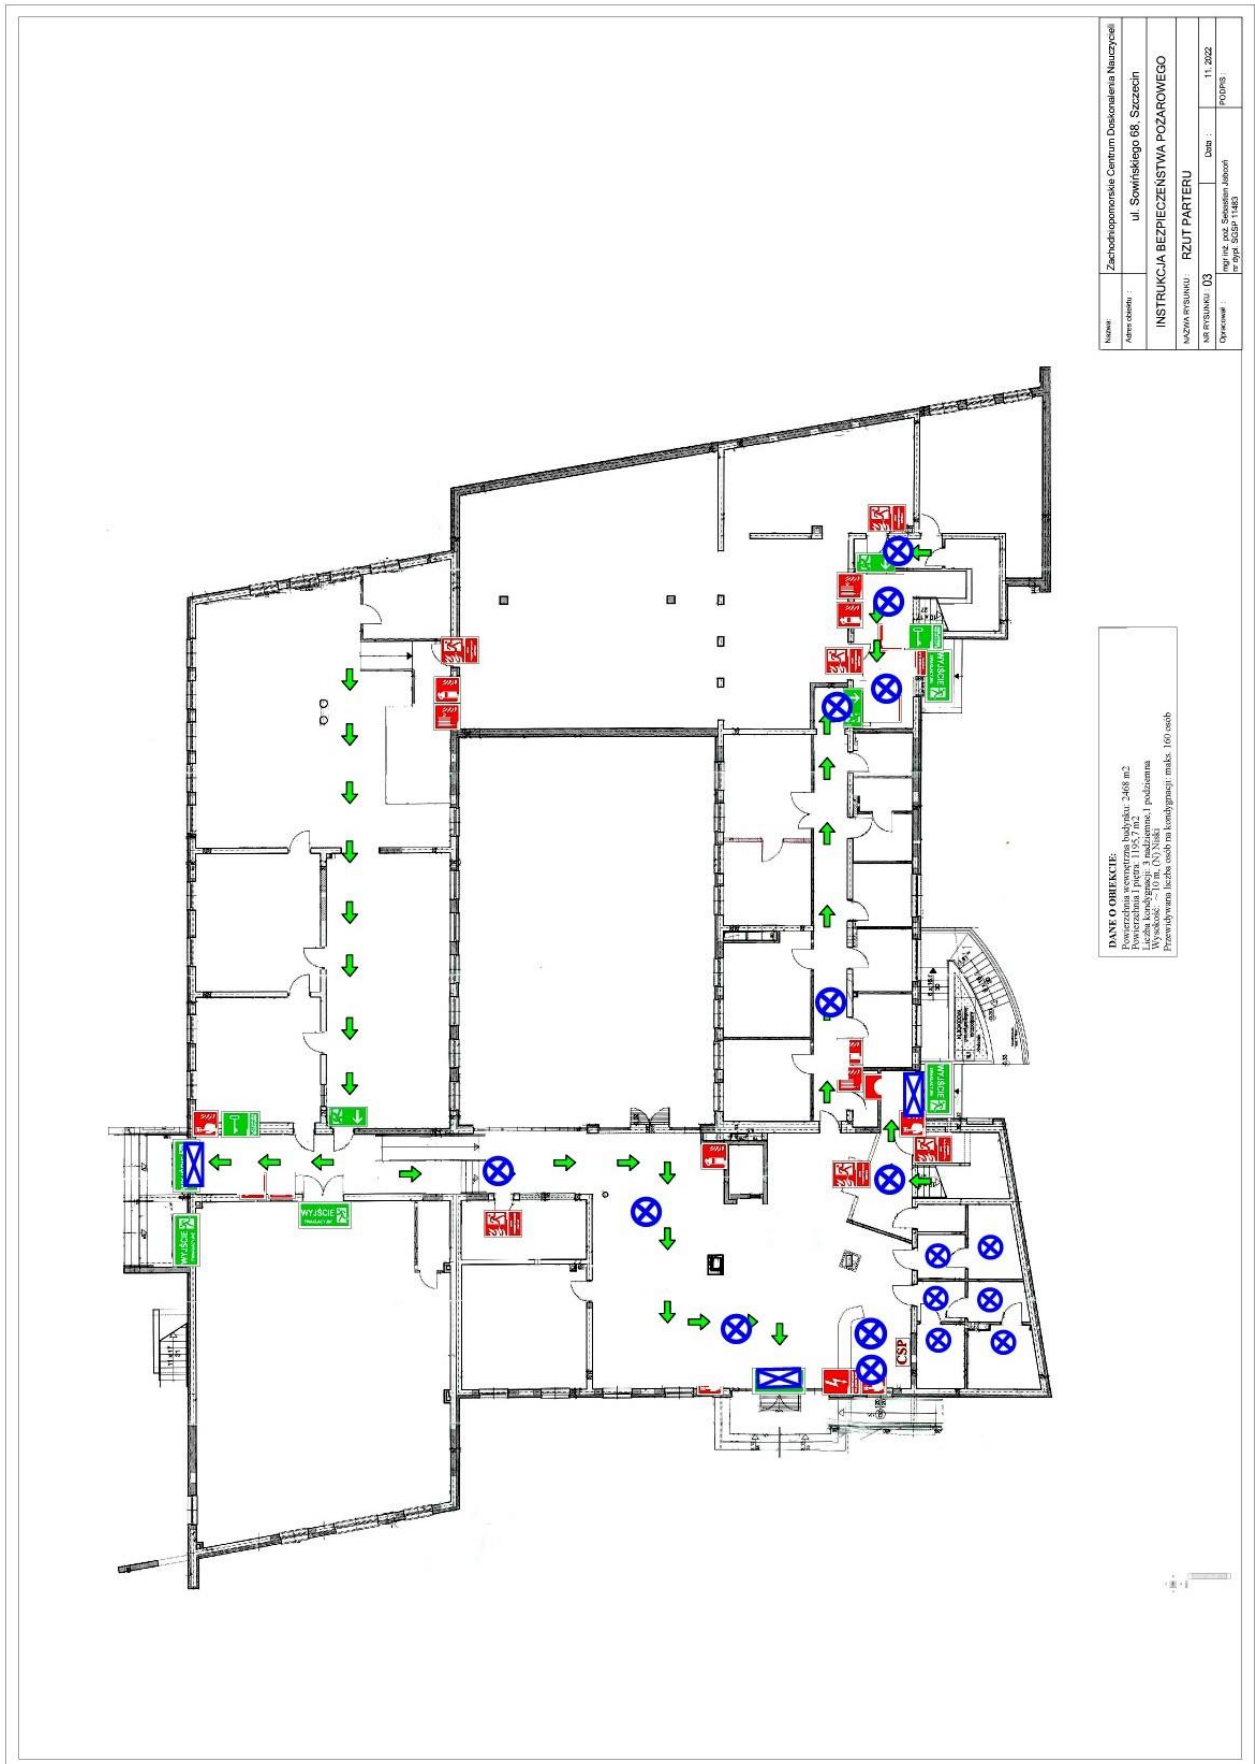 Nazwa: Zachodniopomorskie Centrum Doskonalenia Nauczycieli
Adres obiektu : ul. Sowińskiego 68, Szczecin
INSTRUKCJA BEZPIECZEŃSTWA POŻAROWEGO
NAZWA RYSUNKU : RZUT PARTERU
NR RYSUNKU : 03 Data : 11. 2022
Opracował : mgr inż. poż. Sebastian Jabcoń PODPIS :
nr dypl. SGSP 11483
DANE O OBIEKCIE:
Powierzchnia wewnętrzna budynku: 2468 m2
Powierzchnia I piętra: 1195,7 m2
Liczba kondygnacji: 3 nadziemne,1 podziemna
Wysokość: ~ 10 m, (N) Niski
Przewidywana liczba osób na kondygnacji: maks. 160 osób
WYJŚCIE
WYJŚCIE
WYJŚCIE
WYJŚCIE
CSP